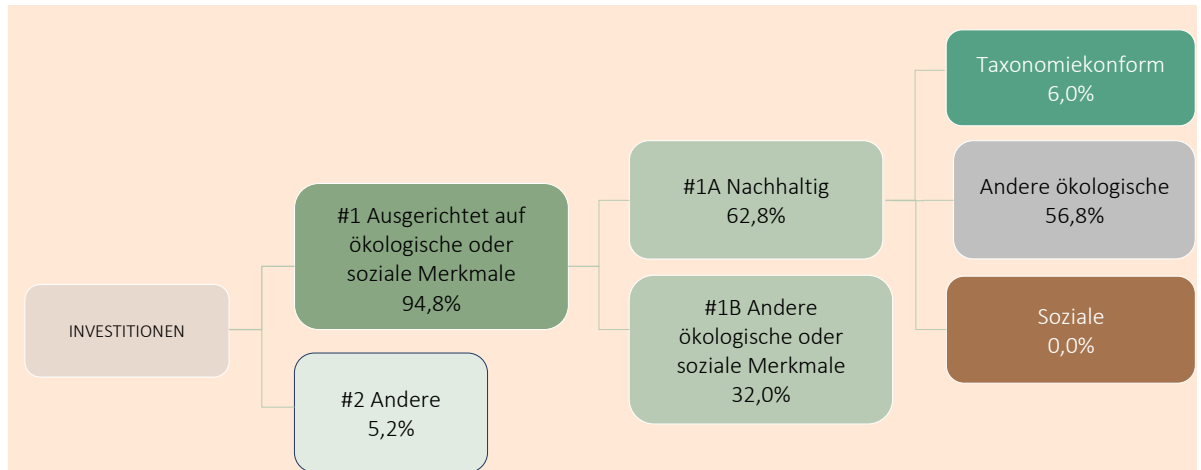 INVESTITIONEN
#1 Ausgerichtet auf
ökologische oder
soziale Merkmale
94,8%
#2 Andere
5,2%
#1A Nachhaltig
62,8%
#1B Andere
ökologische oder
soziale Merkmale
32,0%
Taxonomiekonform
6,0%
Andere ökologische
56,8%
Soziale
0,0%